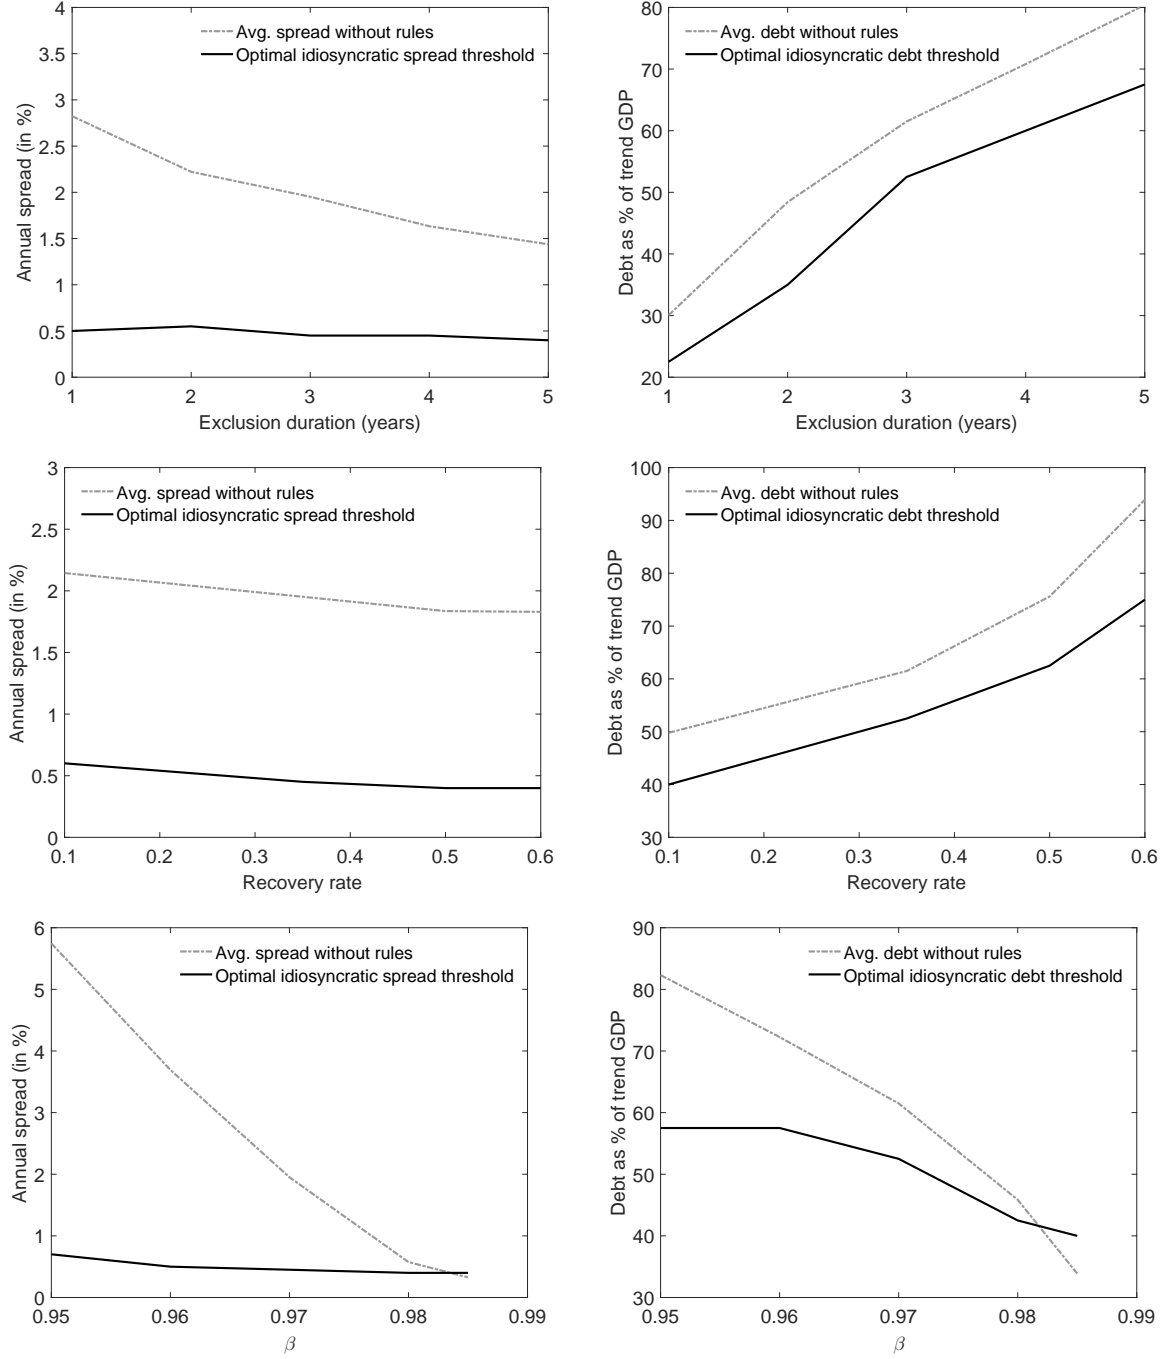 4
3.5
3
2.5
2
1.5
1
0.5
0
Annual spread (in %)
Avg. spread without rules
Optimal idiosyncratic spread threshold
1 2 3 4 5
Exclusion duration (years)
80
70
60
50
40
30
20
Debt as % of trend GDP
Avg. debt without rules
Optimal idiosyncratic debt threshold
1 2 3 4 5
Exclusion duration (years)
3
2.5
2
1.5
1
0.5
0
Annual spread (in %)
Avg. spread without rules
Optimal idiosyncratic spread threshold
0.1 0.2 0.3 0.4 0.5 0.6
Recovery rate
100
90
80
70
60
50
40
30
Debt as % of trend GDP
Avg. debt without rules
Optimal idiosyncratic debt threshold
0.1 0.2 0.3 0.4 0.5 0.6
Recovery rate
6
5
4
3
2
1
0
Annual spread (in %)
Avg. spread without rules
Optimal idiosyncratic spread threshold
0.95 0.96 0.97 0.98 0.99
β
90
80
70
60
50
40
30
Debt as % of trend GDP
Avg. debt without rules
Optimal idiosyncratic debt threshold
0.95 0.96 0.97 0.98 0.99
β